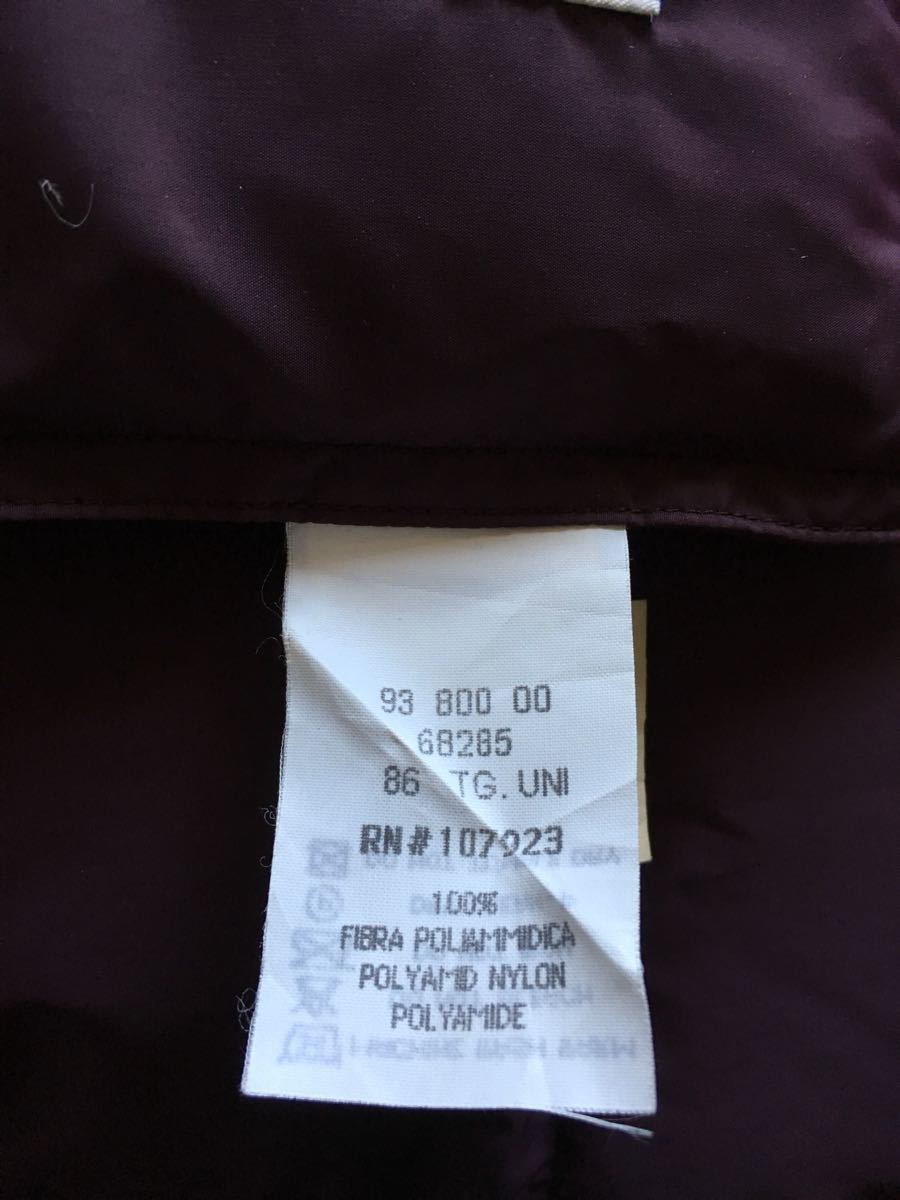 93 800 00
68285
86 TG.UNI
RN#107923
100%
FIBRA POLIAMMIDICA
POLYAMID NYLON
POLYAMIDE